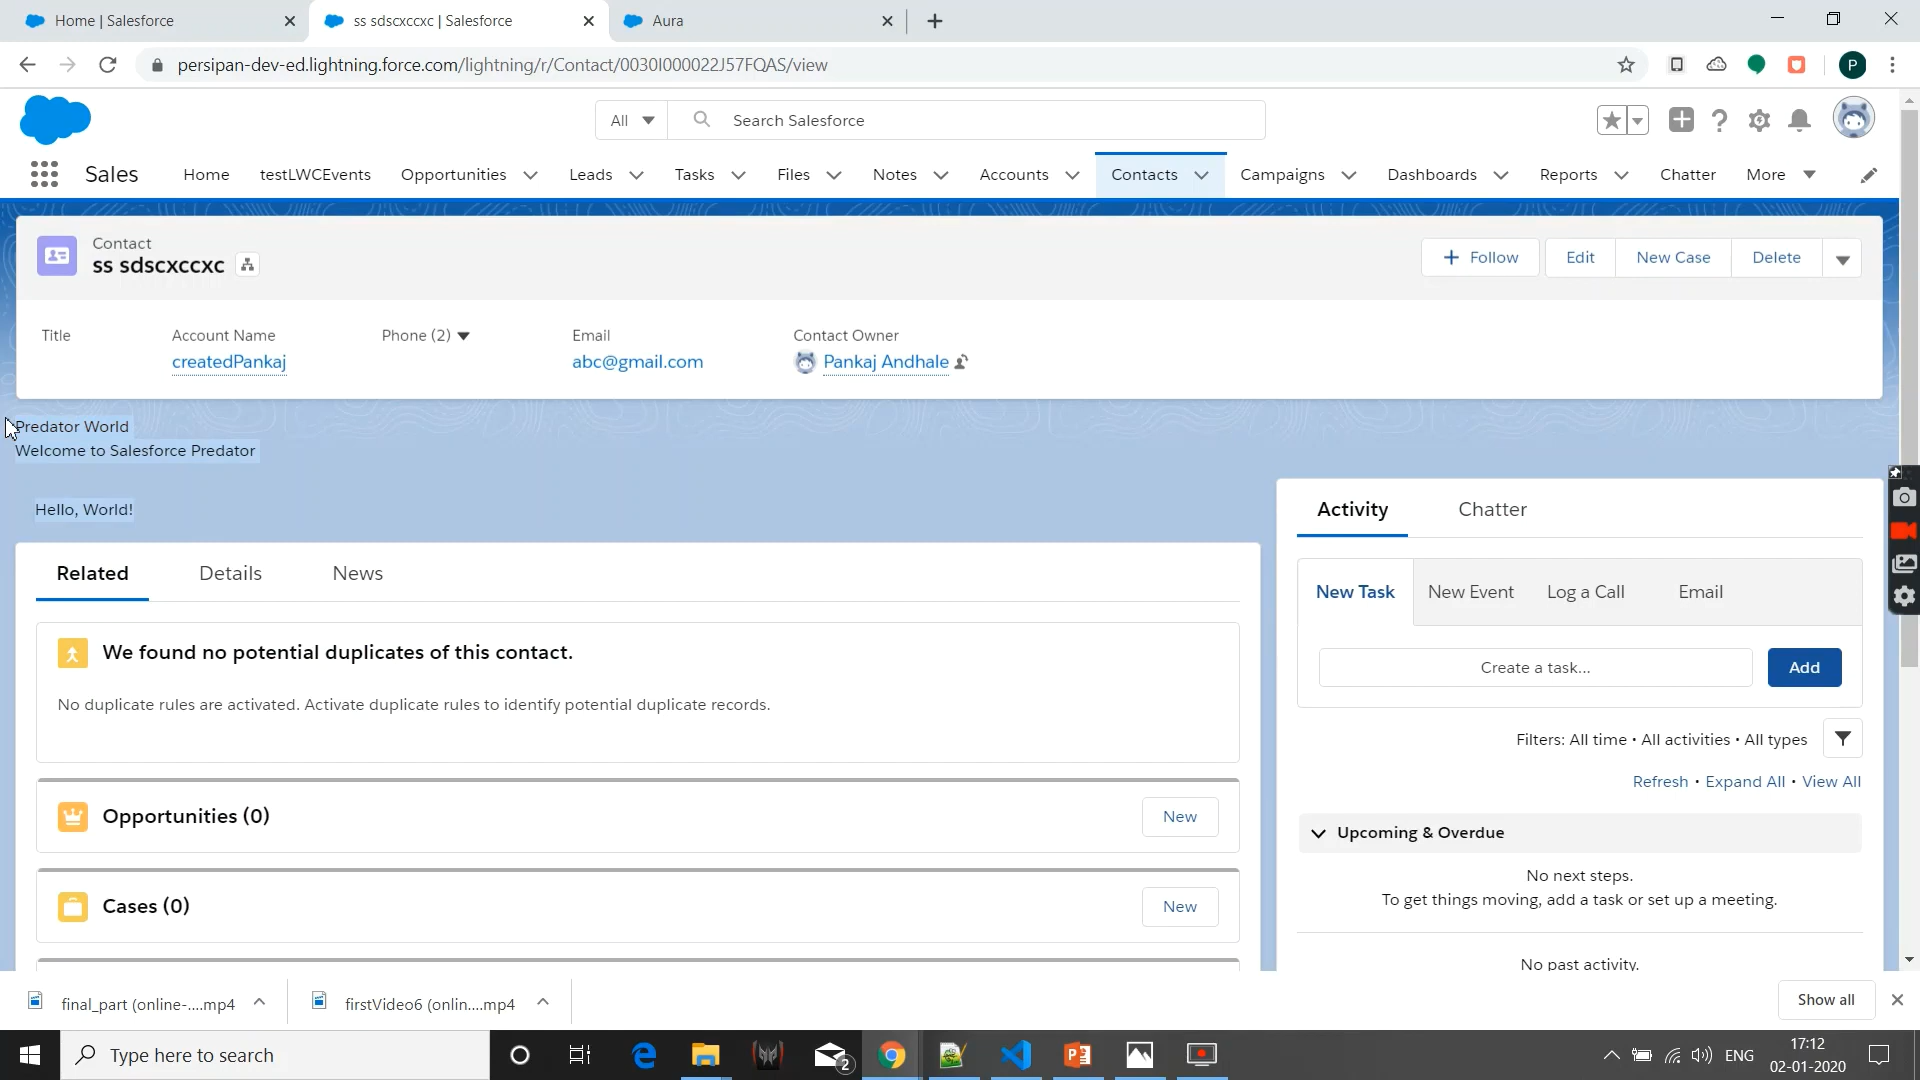 Home | Salesforce
ss sdscxccxc | Salesforce
Aura
persipan-dev-ed.lightning.force.com/lightning/r/Contact/0030I000022J57FQAS/view
P
All
Search Salesforce
Sales
Home
testLWCEvents
Opportunities
Leads
Tasks
Files
Notes
Accounts
Contacts
Campaigns
Dashboards
Reports
Chatter
More
Contact
ss sdscxccxc
Follow
Edit
New Case
Delete
Title
Account Name
Phone (2)
Email
Contact Owner
createdPankaj
abc@gmail.com
Pankaj Andhale
Predator World
Welcome to Salesforce Predator
Hello, World!
Related
Details
News
We found no potential duplicates of this contact.
No duplicate rules are activated. Activate duplicate rules to identify potential duplicate records.
Opportunities (0)
New
Cases (0)
New
Activity
Chatter
New Task
New Event
Log a Call
Email
Create a task...
Add
Filters: All time • All activities • All types
Refresh • Expand All • View All
Upcoming & Overdue
No next steps.
To get things moving, add a task or set up a meeting.
No past activity.
final_part (online-....mp4
firstVideo6 (onlin....mp4
Show all
Type here to search
2
ENG
17:12
02-01-2020